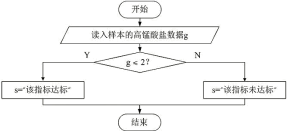 开始
读入样本的高锰酸盐数据g
Y
g < 2?
N
s="该指标达标"
s="该指标未达标"
结束